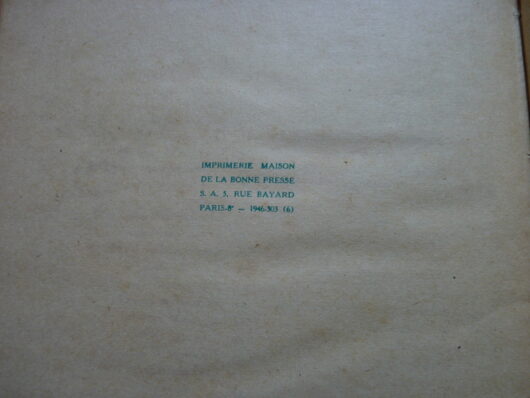 IMPRIMERIE MAISON
DE LA BONNE PRESSE
S. A. 5, RUE BAYARD
PARIS-8ᵉ — 1946-303 (6)